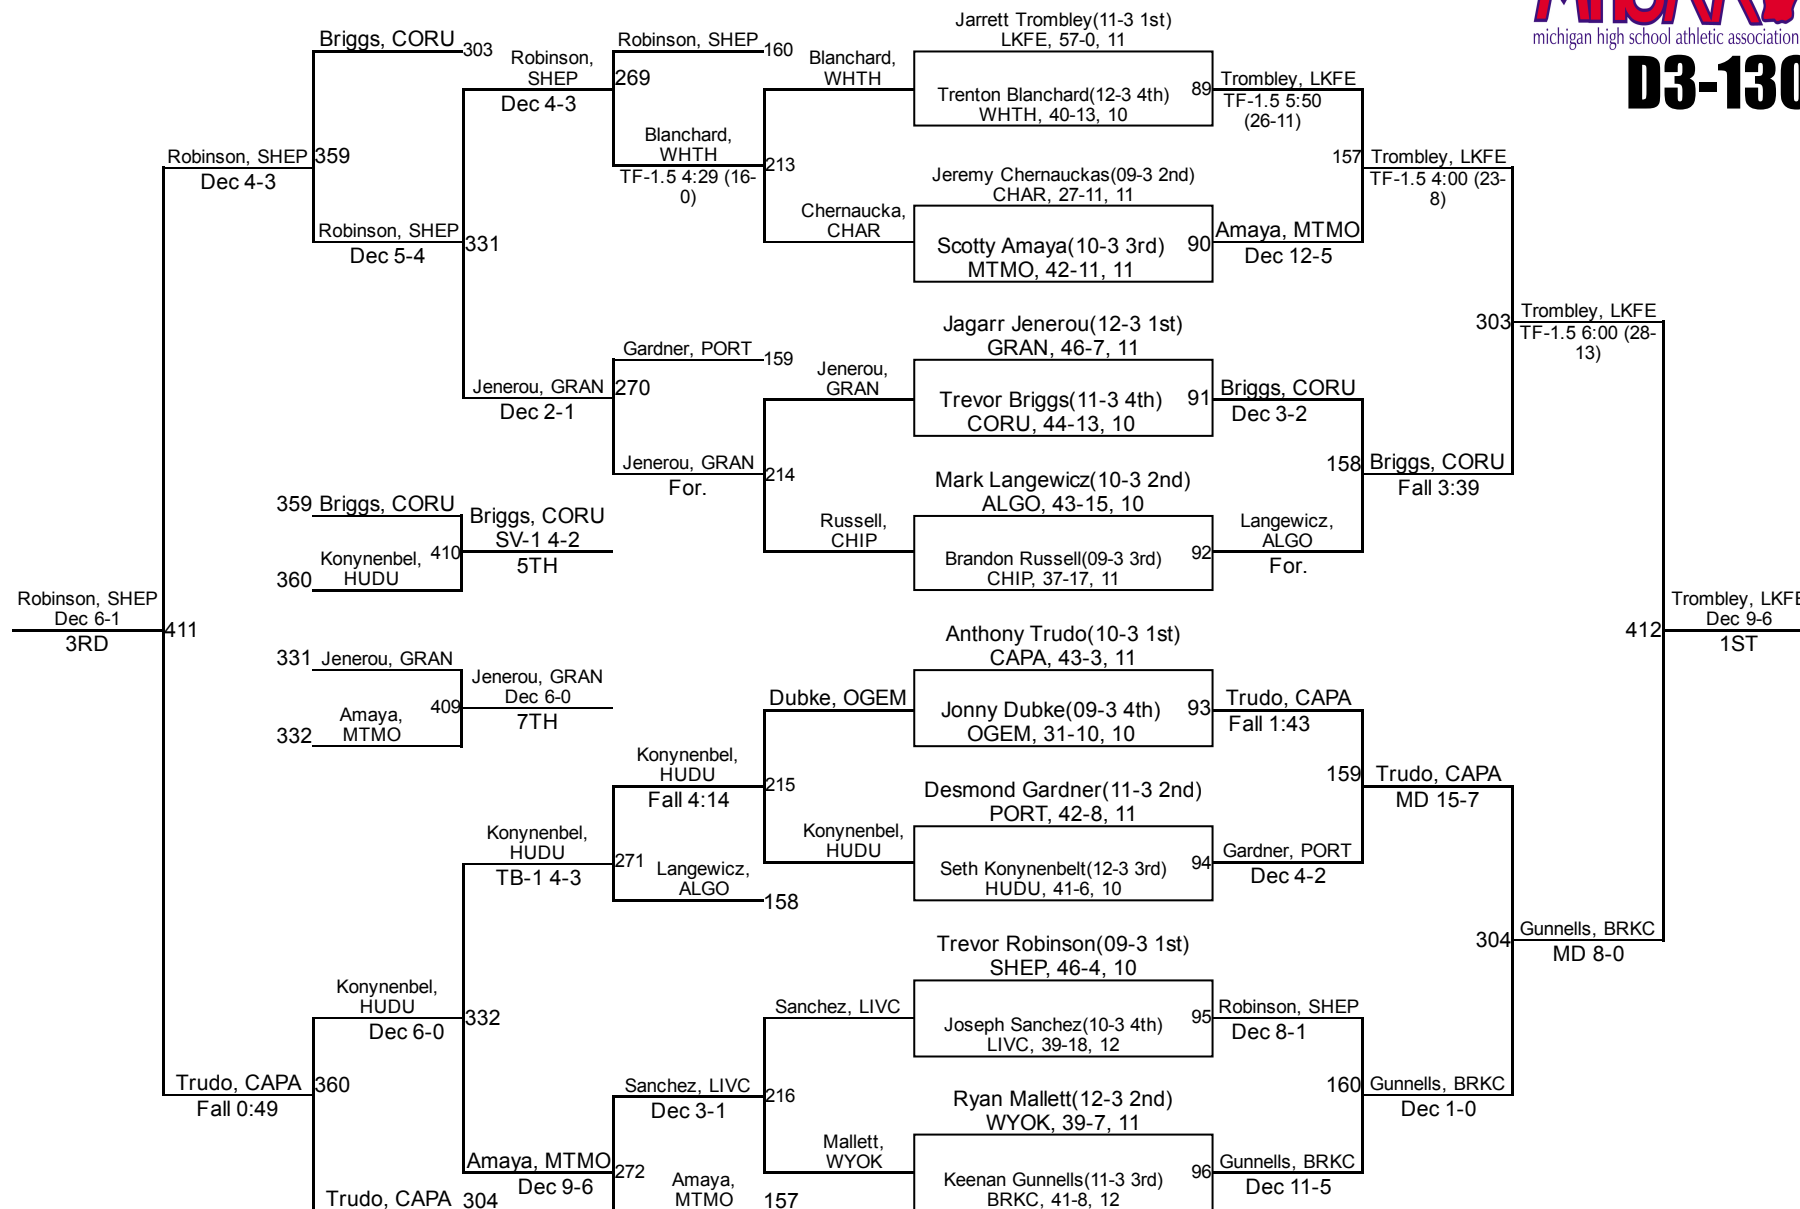 michigan high school athletic association
D3-130
Briggs, CORU
303
Robinson,
SHEP
Dec 4-3
Robinson, SHEP
160
269
Blanchard,
WHTH
TF-1.5 4:29 (16-
0)
213
Blanchard,
WHTH
Chernaucka,
CHAR
Robinson, SHEP
Dec 4-3
359
Robinson, SHEP
Dec 5-4
331
Gardner, PORT
159
Jenerou, GRAN
Dec 2-1
270
Jenerou, GRAN
For.
214
Jenerou,
GRAN
Russell,
CHIP
Jarrett Trombley(11-3 1st)
LKFE, 57-0, 11
Trenton Blanchard(12-3 4th)
WHTH, 40-13, 10
89
Trombley, LKFE
TF-1.5 5:50
(26-11)
Jeremy Chernauckas(09-3 2nd)
CHAR, 27-11, 11
Scotty Amaya(10-3 3rd)
MTMO, 42-11, 11
90
Amaya, MTMO
Dec 12-5
157
Trombley, LKFE
TF-1.5 4:00 (23-
8)
Jagarr Jenerou(12-3 1st)
GRAN, 46-7, 11
Trevor Briggs(11-3 4th)
CORU, 44-13, 10
91
Briggs, CORU
Dec 3-2
Mark Langewicz(10-3 2nd)
ALGO, 43-15, 10
Brandon Russell(09-3 3rd)
CHIP, 37-17, 11
92
Langewicz,
ALGO
For.
158
Briggs, CORU
Fall 3:39
303
Trombley, LKFE
TF-1.5 6:00 (28-
13)
359
Briggs, CORU
360
Konynenbel,
HUDU
410
Briggs, CORU
SV-1 4-2
5TH
Robinson, SHEP
Dec 6-1
3RD
411
331
Jenerou, GRAN
332
Amaya,
MTMO
409
Jenerou, GRAN
Dec 6-0
7TH
412
Trombley, LKFE
Dec 9-6
1ST
Anthony Trudo(10-3 1st)
CAPA, 43-3, 11
Jonny Dubke(09-3 4th)
OGEM, 31-10, 10
93
Trudo, CAPA
Fall 1:43
Desmond Gardner(11-3 2nd)
PORT, 42-8, 11
Seth Konynenbelt(12-3 3rd)
HUDU, 41-6, 10
94
Gardner, PORT
Dec 4-2
159
Trudo, CAPA
MD 15-7
Dubke, OGEM
Konynenbel,
HUDU
Konynenbel,
HUDU
Fall 4:14
215
Konynenbel,
HUDU
TB-1 4-3
271
Langewicz,
ALGO
158
Trevor Robinson(09-3 1st)
SHEP, 46-4, 10
Joseph Sanchez(10-3 4th)
LIVC, 39-18, 12
95
Robinson, SHEP
Dec 8-1
Ryan Mallett(12-3 2nd)
WYOK, 39-7, 11
Keenan Gunnells(11-3 3rd)
BRKC, 41-8, 12
96
Gunnells, BRKC
Dec 11-5
160
Gunnells, BRKC
Dec 1-0
304
Gunnells, BRKC
MD 8-0
Konynenbel,
HUDU
Dec 6-0
332
Sanchez, LIVC
Mallett,
WYOK
Sanchez, LIVC
Dec 3-1
216
Trudo, CAPA
Fall 0:49
360
Amaya, MTMO
Dec 9-6
272
Amaya,
MTMO
157
Trudo, CAPA
304